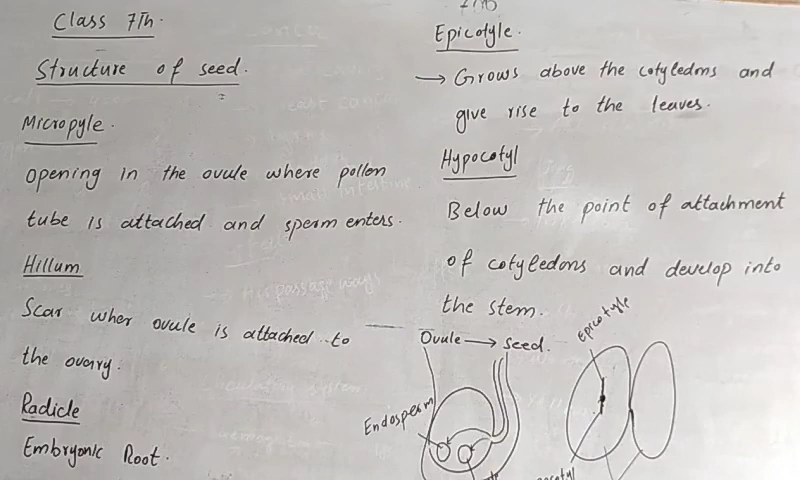 Class 7Th.
Structure of seed.
Micropyle.
opening in the ovule where pollen
tube is attached and sperm enters.
Hillum
Scar wher ovule is attached to
the ovary.
Radicle
Embryonic Root.
Epicotyle.
→ Grows above the cotyledons and
give rise to the leaves.
Hypocotyl
Below the point of attachment
of cotyledons and develop into
the stem.
Ovule → Seed.
Epicotyle
Endosperm